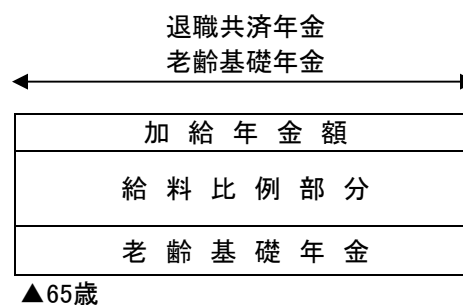 退職共済年金
老齢基礎年金
加給年金額
給料比例部分
老齢基礎年金
▲65歳